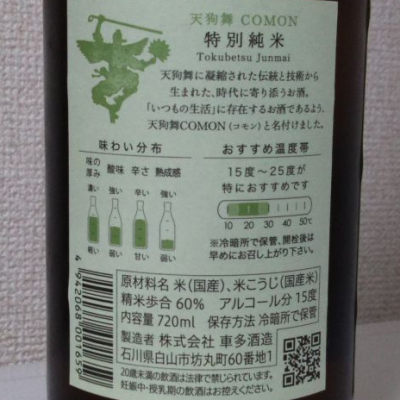 天狗舞 COMON
特別純米
Tokubetsu Junmai
天狗舞に凝縮された伝統と技術から
生まれた、時代に寄り添うお酒。
「いつもの生活」に存在するお酒であるよう、
天狗舞COMON（コモン）と名付けました。
味わい分布
味の厚み 酸味 辛さ 熟成感
濃い 強い 辛い 強い
軽い 弱い 甘い 弱い
おすすめ温度帯
15度〜25度が
特におすすめです
10 20 30 40 50℃
※冷暗所で保管、開栓後は
早めにお召し上がり下さい。
原材料名 米（国産）、米こうじ（国産米）
精米歩合 60% アルコール分 15度
内容量 720ml 保存方法 冷暗所で保管
製造者 株式会社 車多酒造
石川県白山市坊丸町60番地1
20歳未満の飲酒は法律で禁じられています。
妊娠中・授乳期の飲酒はお控えください。
4 942068 001659